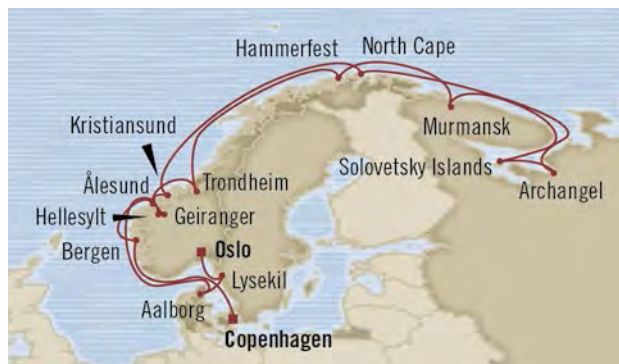 Hammerfest
North Cape
Kristiansund
Murmansk
Solovetsky Islands
Ålesund
Trondheim
Archangel
Hellesylt
Geiranger
Bergen
Oslo
Lysekil
Aalborg
Copenhagen